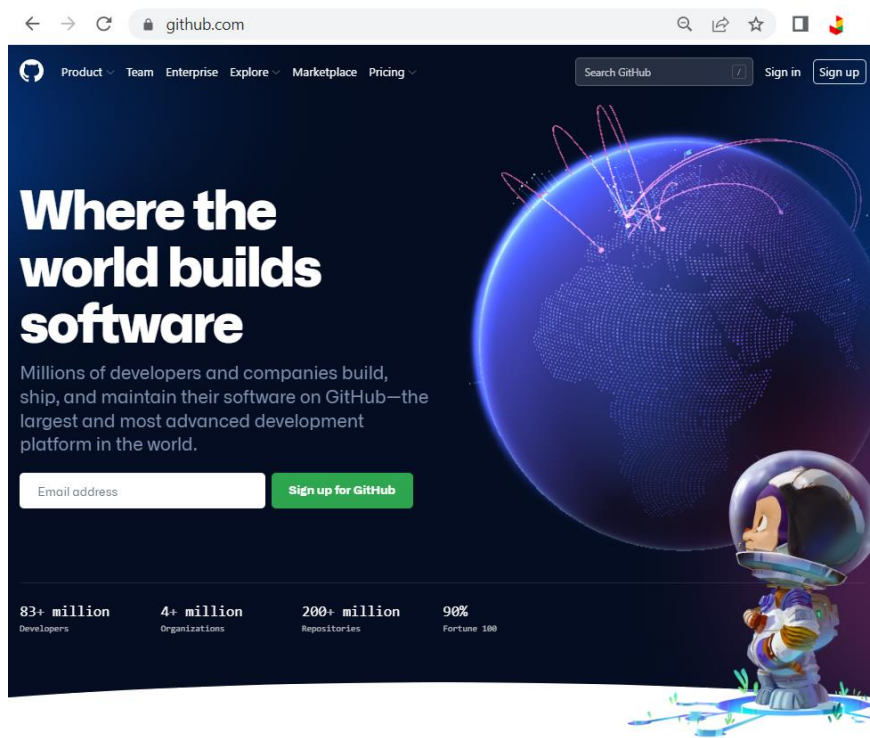 github.com
Product Team Enterprise Explore Marketplace Pricing Search GitHub / Sign in Sign up
Where the
world builds
software
Millions of developers and companies build,
ship, and maintain their software on GitHub—the
largest and most advanced development
platform in the world.
Email address Sign up for GitHub
83+ million 4+ million 200+ million 90%
Developers Organizations Repositories Fortune 100